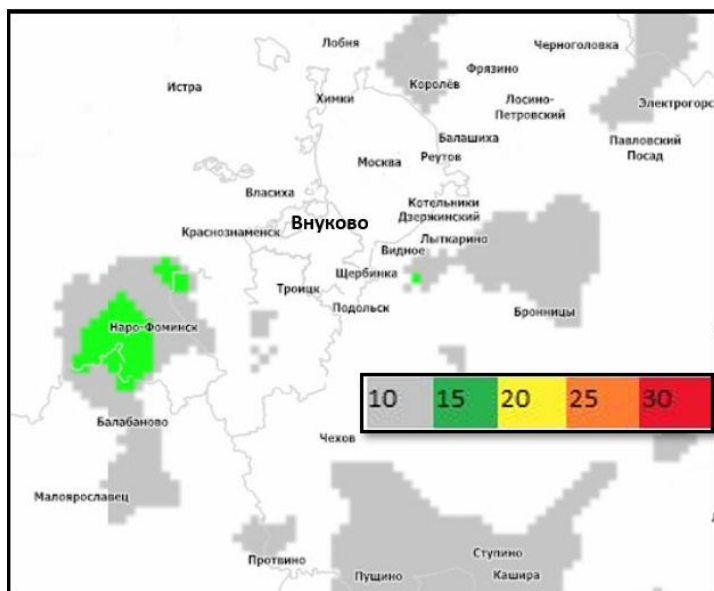 Лобня
Черноголовка
Фрязино
Истра
Королёв
Химки
Лосино-
Петровский
Электрогорс
Балашиха
Павловский
Посад
Москва
Реутов
Власиха
Котельники
Дзержинский
Внуково
Краснознаменск
Лыткарино
Видное
Щербинка
Троицк
Подольск
Бронницы
Наро-Фоминск
10 15 20 25 30
Балабаново
Чехов
Малоярославец
Протвино
Ступино
Пущино
Кашира